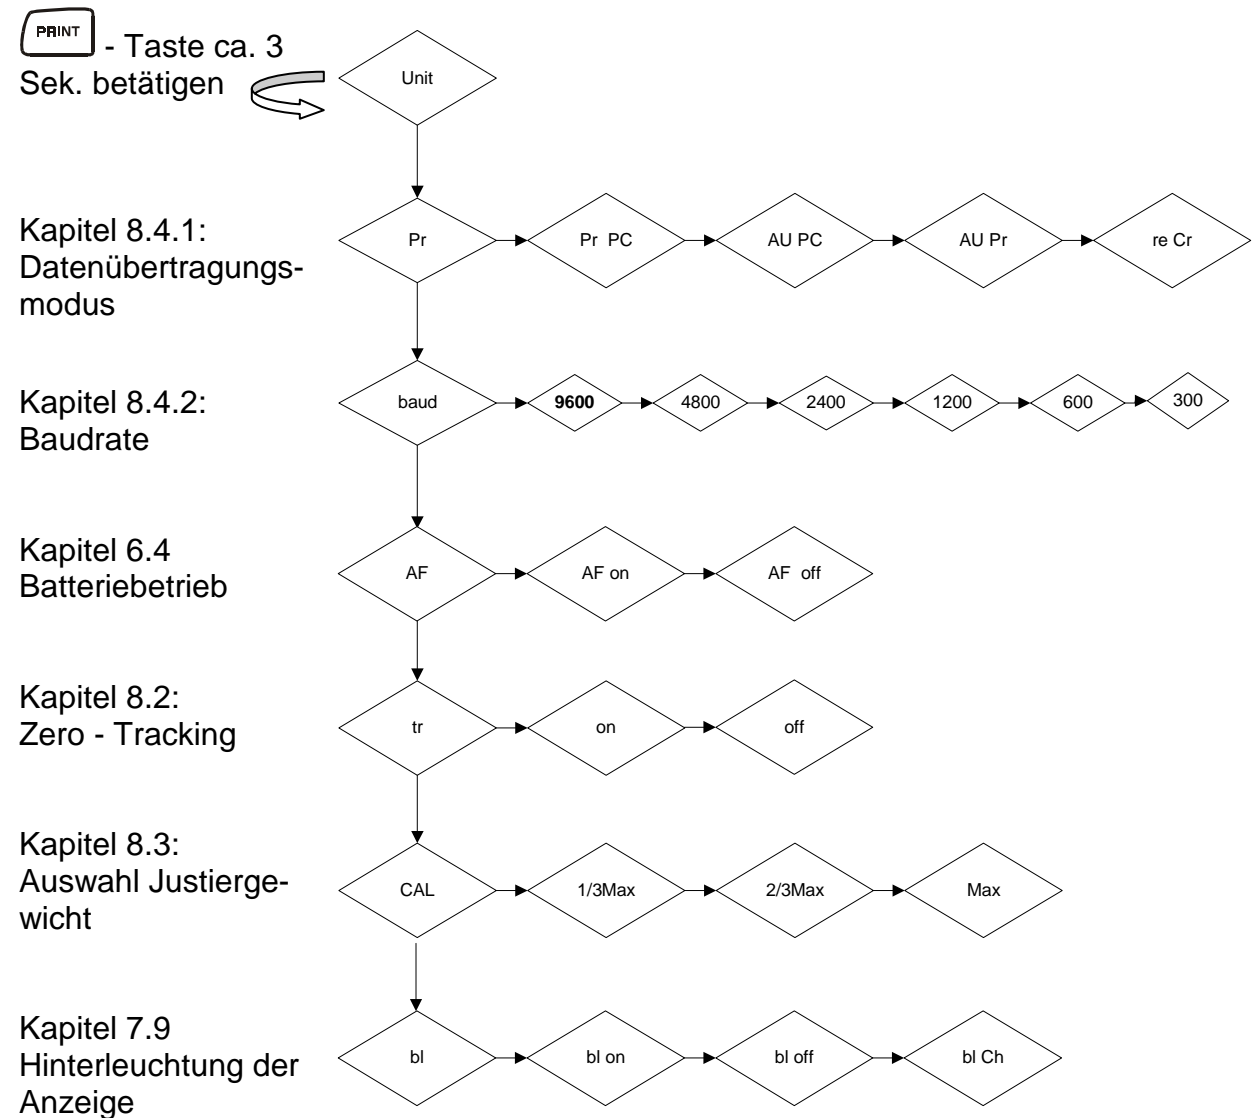 PRINT - Taste ca. 3
Sek. betätigen
Unit
Kapitel 8.4.1:
Datenübertragungs-
modus
Pr Pr PC AU PC AU Pr re Cr
Kapitel 8.4.2:
Baudrate
baud 9600 4800 2400 1200 600 300
Kapitel 6.4
Batteriebetrieb
AF AF on AF off
Kapitel 8.2:
Zero - Tracking
tr on off
Kapitel 8.3:
Auswahl Justierge-
wicht
CAL 1/3Max 2/3Max Max
Kapitel 7.9
Hinterleuchtung der
Anzeige
bl bl on bl off bl Ch